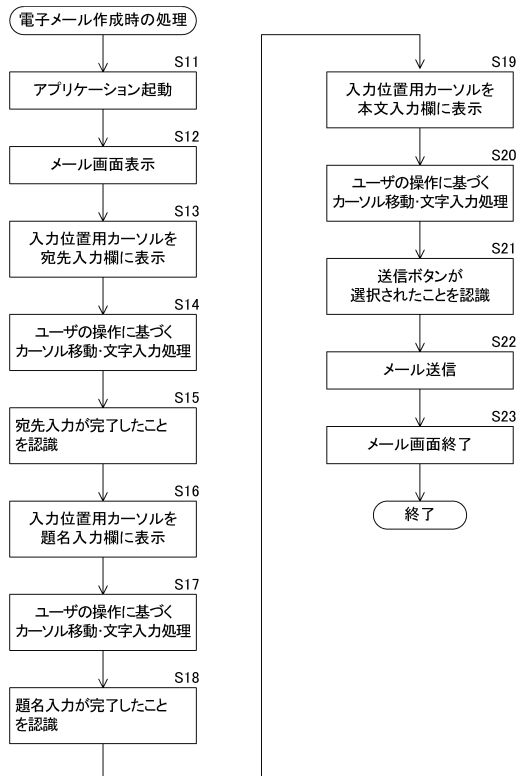 電子メール作成時の処理
S11
アプリケーション起動
S12
メール画面表示
S13
入力位置用カーソルを
宛先入力欄に表示
S14
ユーザの操作に基づく
カーソル移動・文字入力処理
S15
宛先入力が完了したこと
を認識
S16
入力位置用カーソルを
題名入力欄に表示
S17
ユーザの操作に基づく
カーソル移動・文字入力処理
S18
題名入力が完了したこと
を認識
S19
入力位置用カーソルを
本文入力欄に表示
S20
ユーザの操作に基づく
カーソル移動・文字入力処理
S21
送信ボタンが
選択されたことを認識
S22
メール送信
S23
メール画面終了
終了